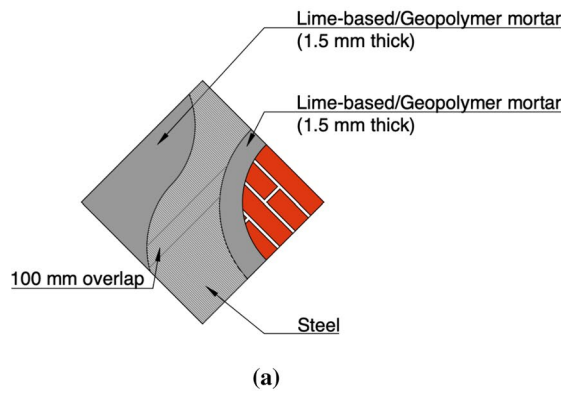 Lime-based/Geopolymer mortar
(1.5 mm thick)
Lime-based/Geopolymer mortar
(1.5 mm thick)
100 mm overlap
Steel
(a)